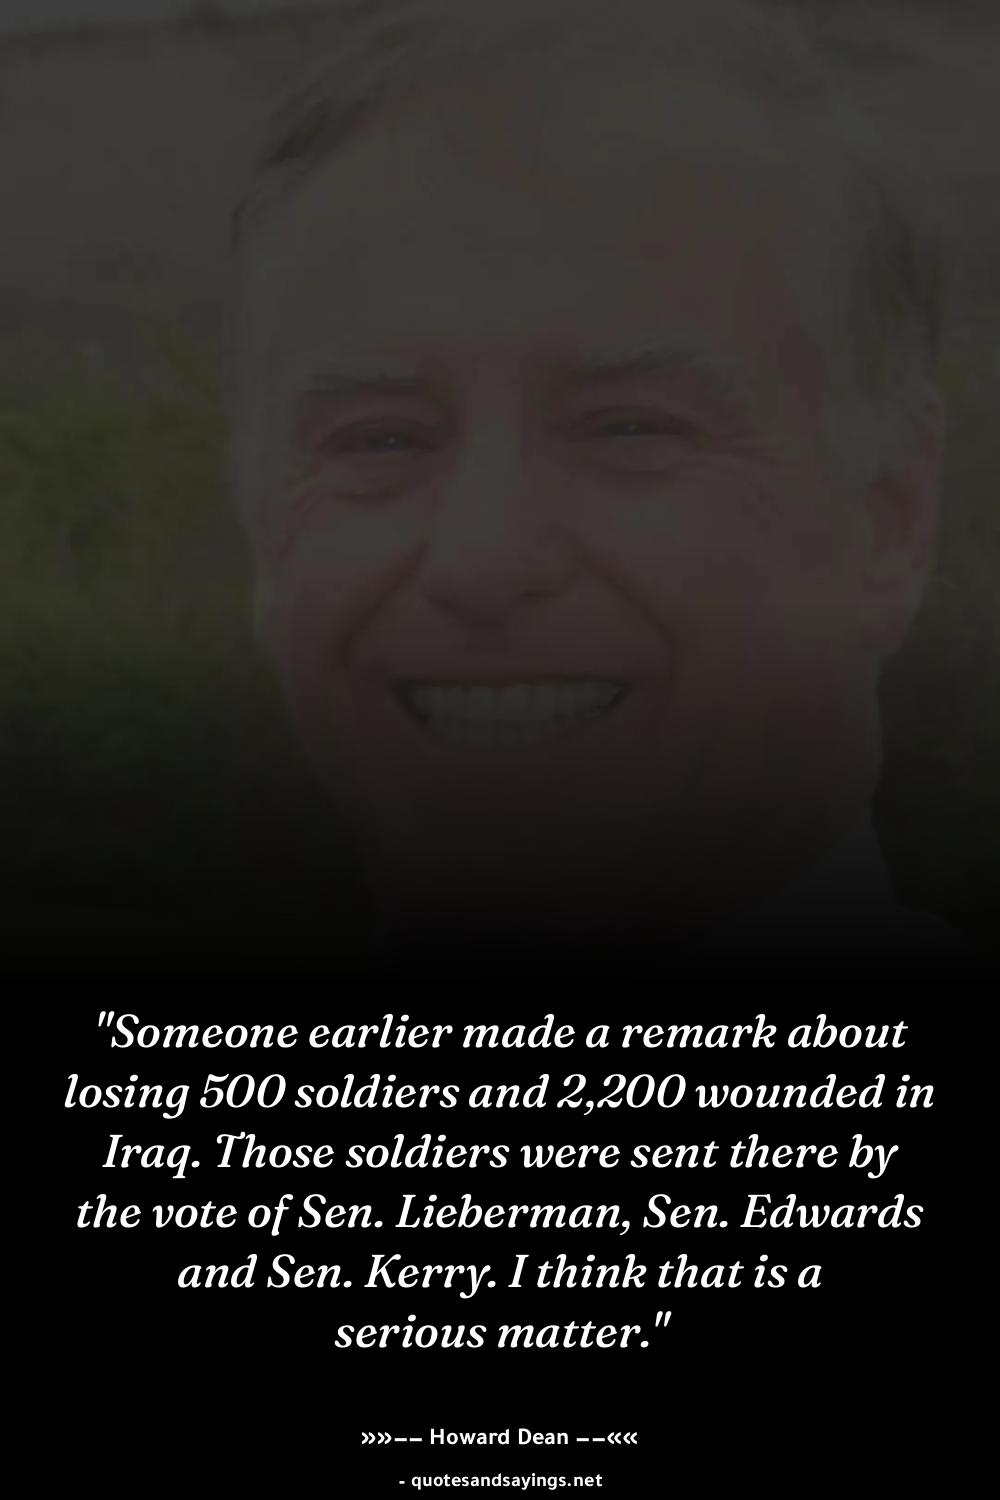 "Someone earlier made a remark about
losing 500 soldiers and 2,200 wounded in
Iraq. Those soldiers were sent there by
the vote of Sen. Lieberman, Sen. Edwards
and Sen. Kerry. I think that is a
serious matter."
»»−− Howard Dean −−««
- quotesandsayings.net